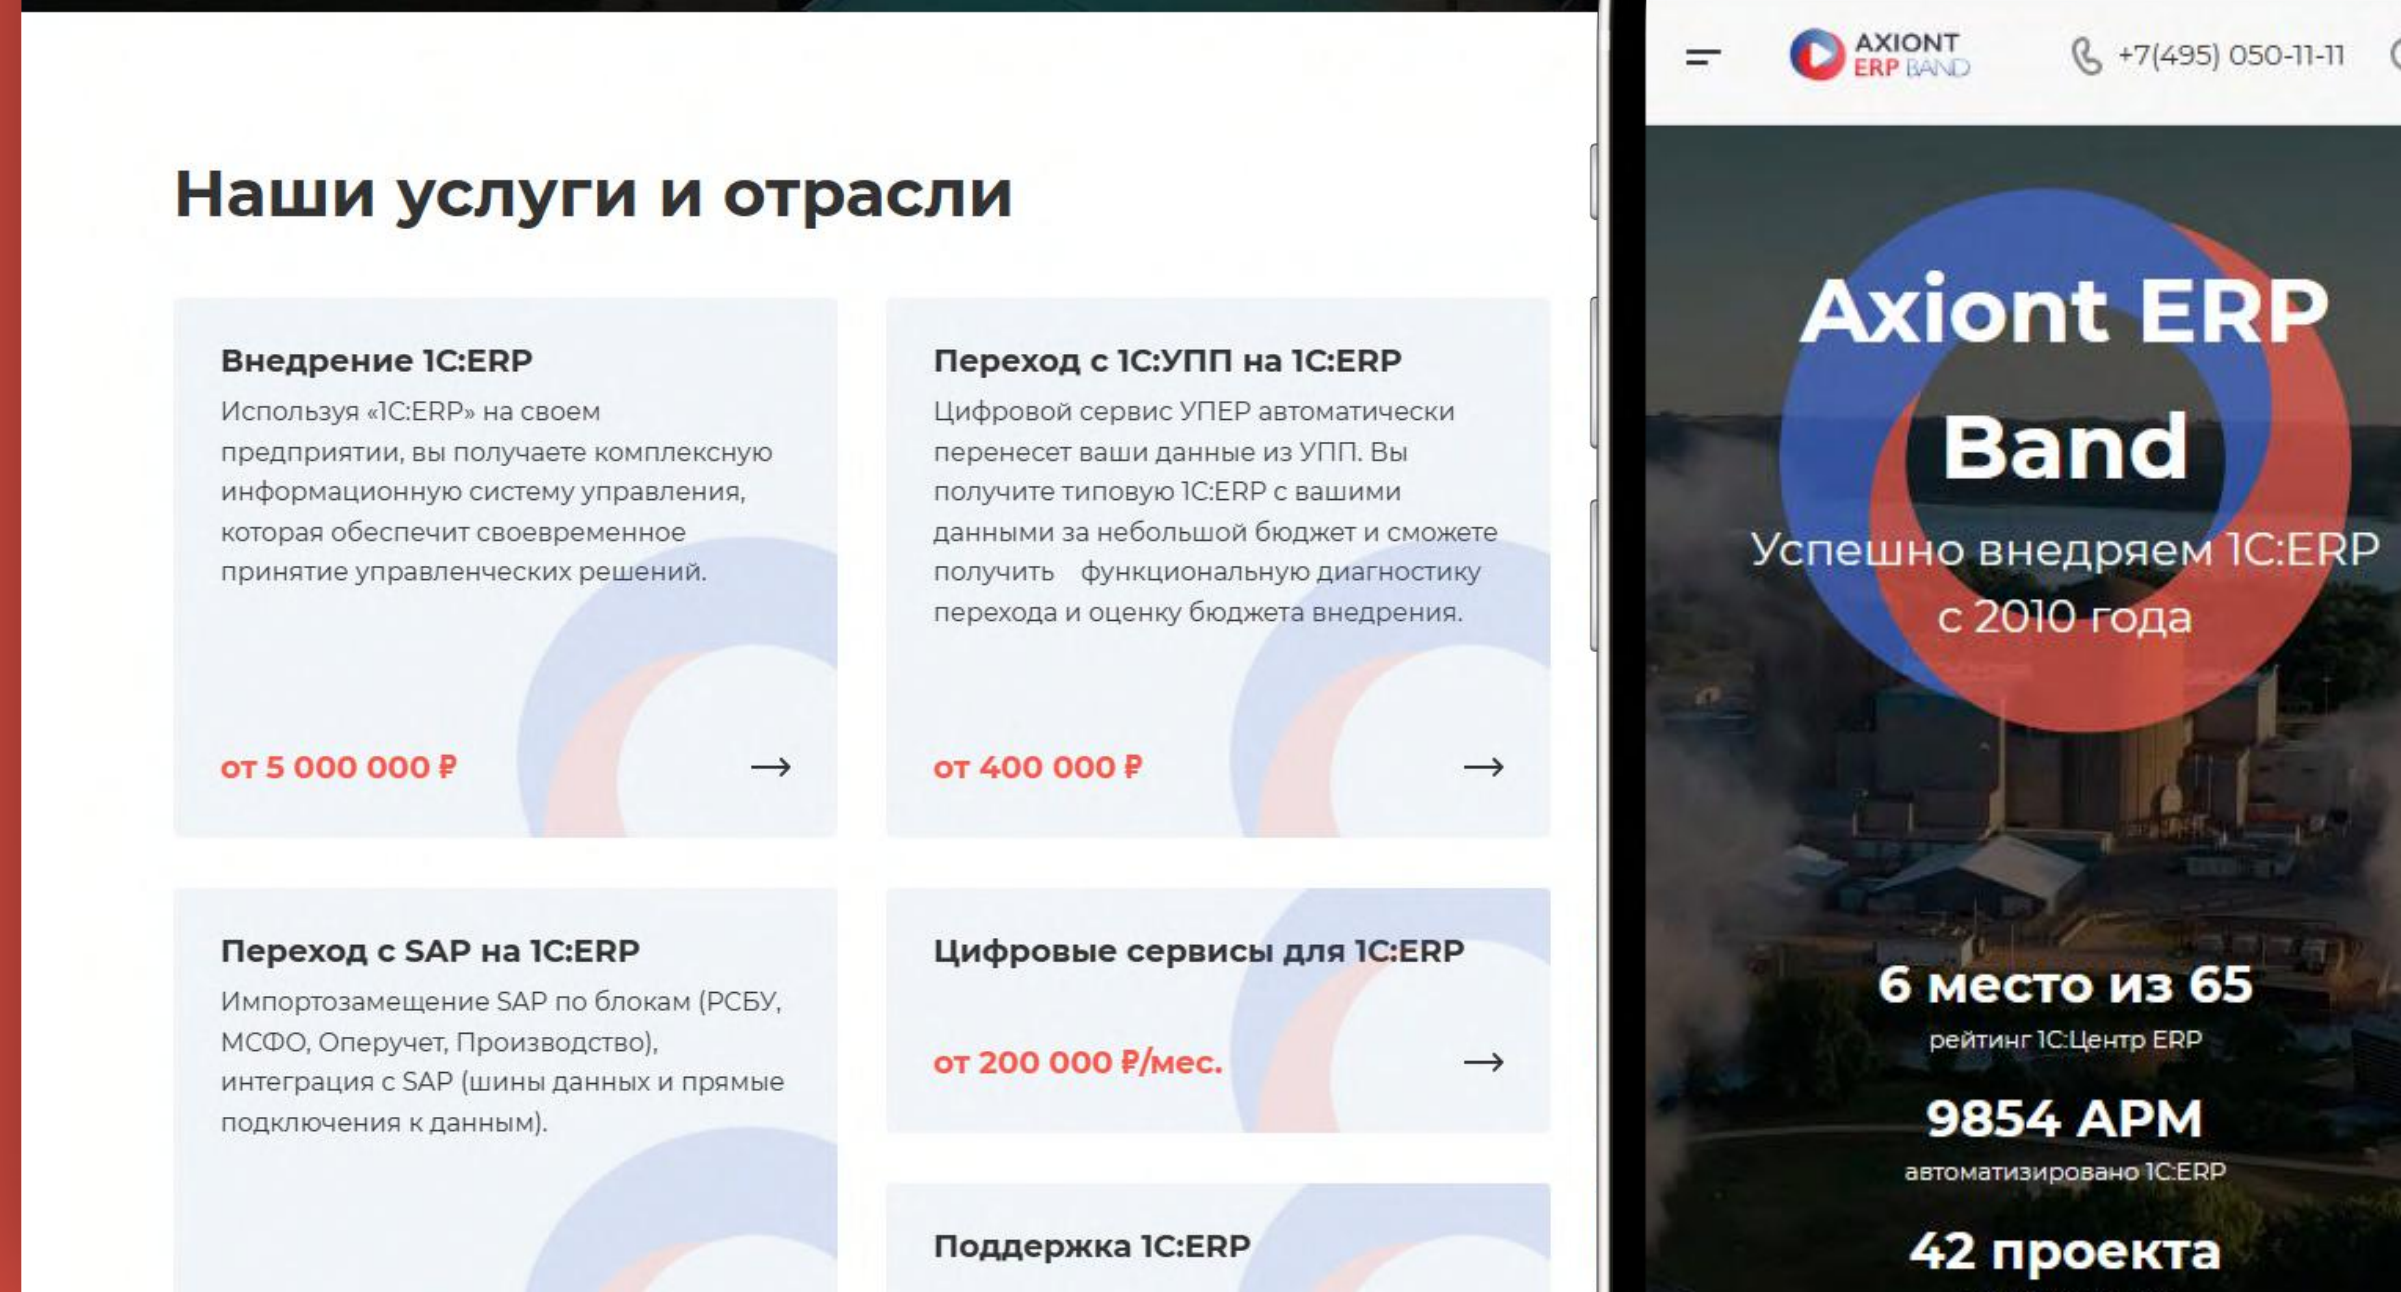 Наши услуги и отрасли
Внедрение 1С:ERP
Используя «1С:ERP» на своем
предприятии, вы получаете комплексную
информационную систему управления,
которая обеспечит своевременное
принятие управленческих решений.
от 5 000 000 ₽
Переход с 1С:УПП на 1С:ERP
Цифровой сервис УПЕР автоматически
перенесет ваши данные из УПП. Вы
получите типовую 1С:ERP с вашими
данными за небольшой бюджет и сможете
получить функциональную диагностику
перехода и оценку бюджета внедрения.
от 400 000 ₽
Переход с SAP на 1С:ERP
Импортозамещение SAP по блокам (РСБУ,
МСФО, Оперучет, Производство),
интеграция с SAP (шины данных и прямые
подключения к данным).
Цифровые сервисы для 1С:ERP
от 200 000 ₽/мес.
Поддержка 1С:ERP
AXIONT
ERP BAND
+7(495) 050-11-11
Axiont ERP
Band
Успешно внедряем 1С:ERP
с 2010 года
6 место из 65
рейтинг 1С:Центр ERP
9854 АРМ
автоматизировано 1С:ERP
42 проекта